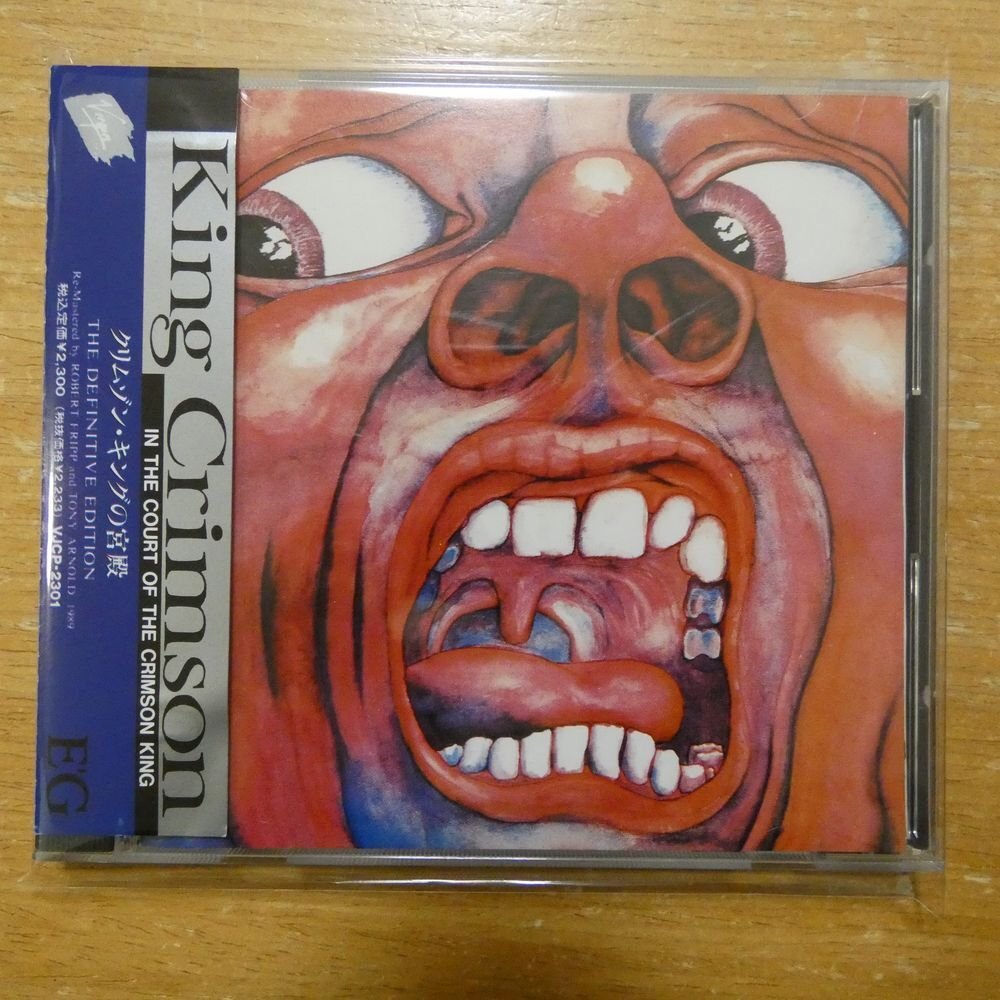 Virgin
King Crimson
IN THE COURT OF THE CRIMSON KING
クリムゾン・キングの宮殿
THE DEFINITIVE EDITION
Re-Mastered by ROBERT FRIPP and TONY ARNOLD, 1989
税込定価¥2,300 (税抜価格¥2,233) VJCP-2301
EG